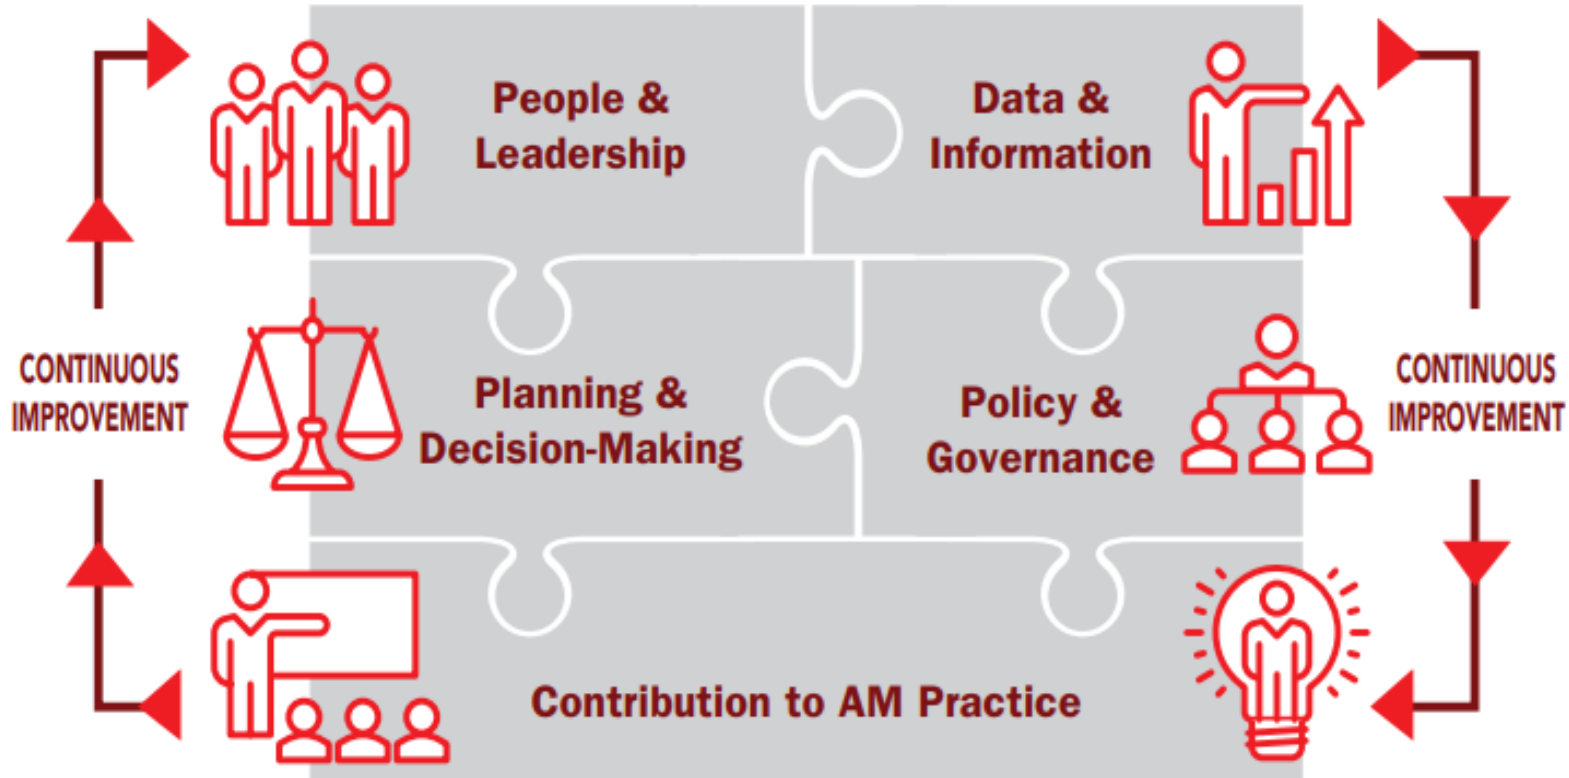 People &
Leadership
Data &
Information
CONTINUOUS
IMPROVEMENT
Planning &
Decision-Making
Policy &
Governance
CONTINUOUS
IMPROVEMENT
Contribution to AM Practice